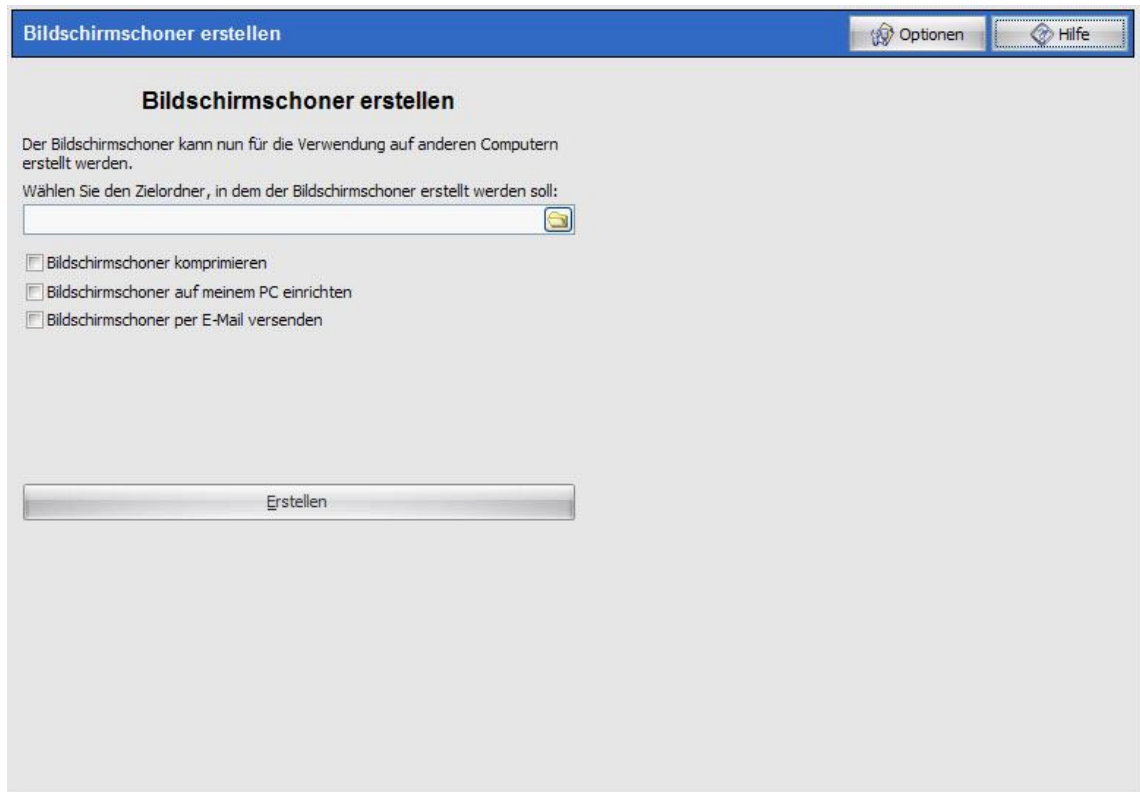 Bildschirmschoner erstellen
Optionen
Hilfe
Bildschirmschoner erstellen
Der Bildschirmschoner kann nun für die Verwendung auf anderen Computern
erstellt werden.
Wählen Sie den Zielordner, in dem der Bildschirmschoner erstellt werden soll:
Bildschirmschoner komprimieren
Bildschirmschoner auf meinem PC einrichten
Bildschirmschoner per E-Mail versenden
Erstellen